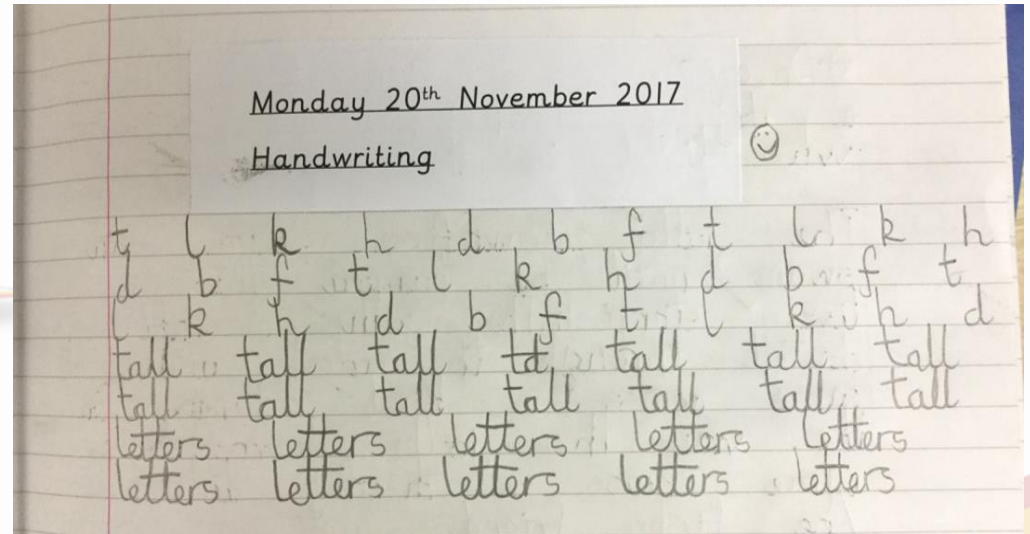 Monday 20th November 2017
Handwriting
t l k h d b f t l k h
d b f t l k h d b f t
l k h d b f t l k h d
tall tall tall td tall tall tall
tall tall tall tall tall tall tall
letters letters letters letters letters
letters letters letters letters letters